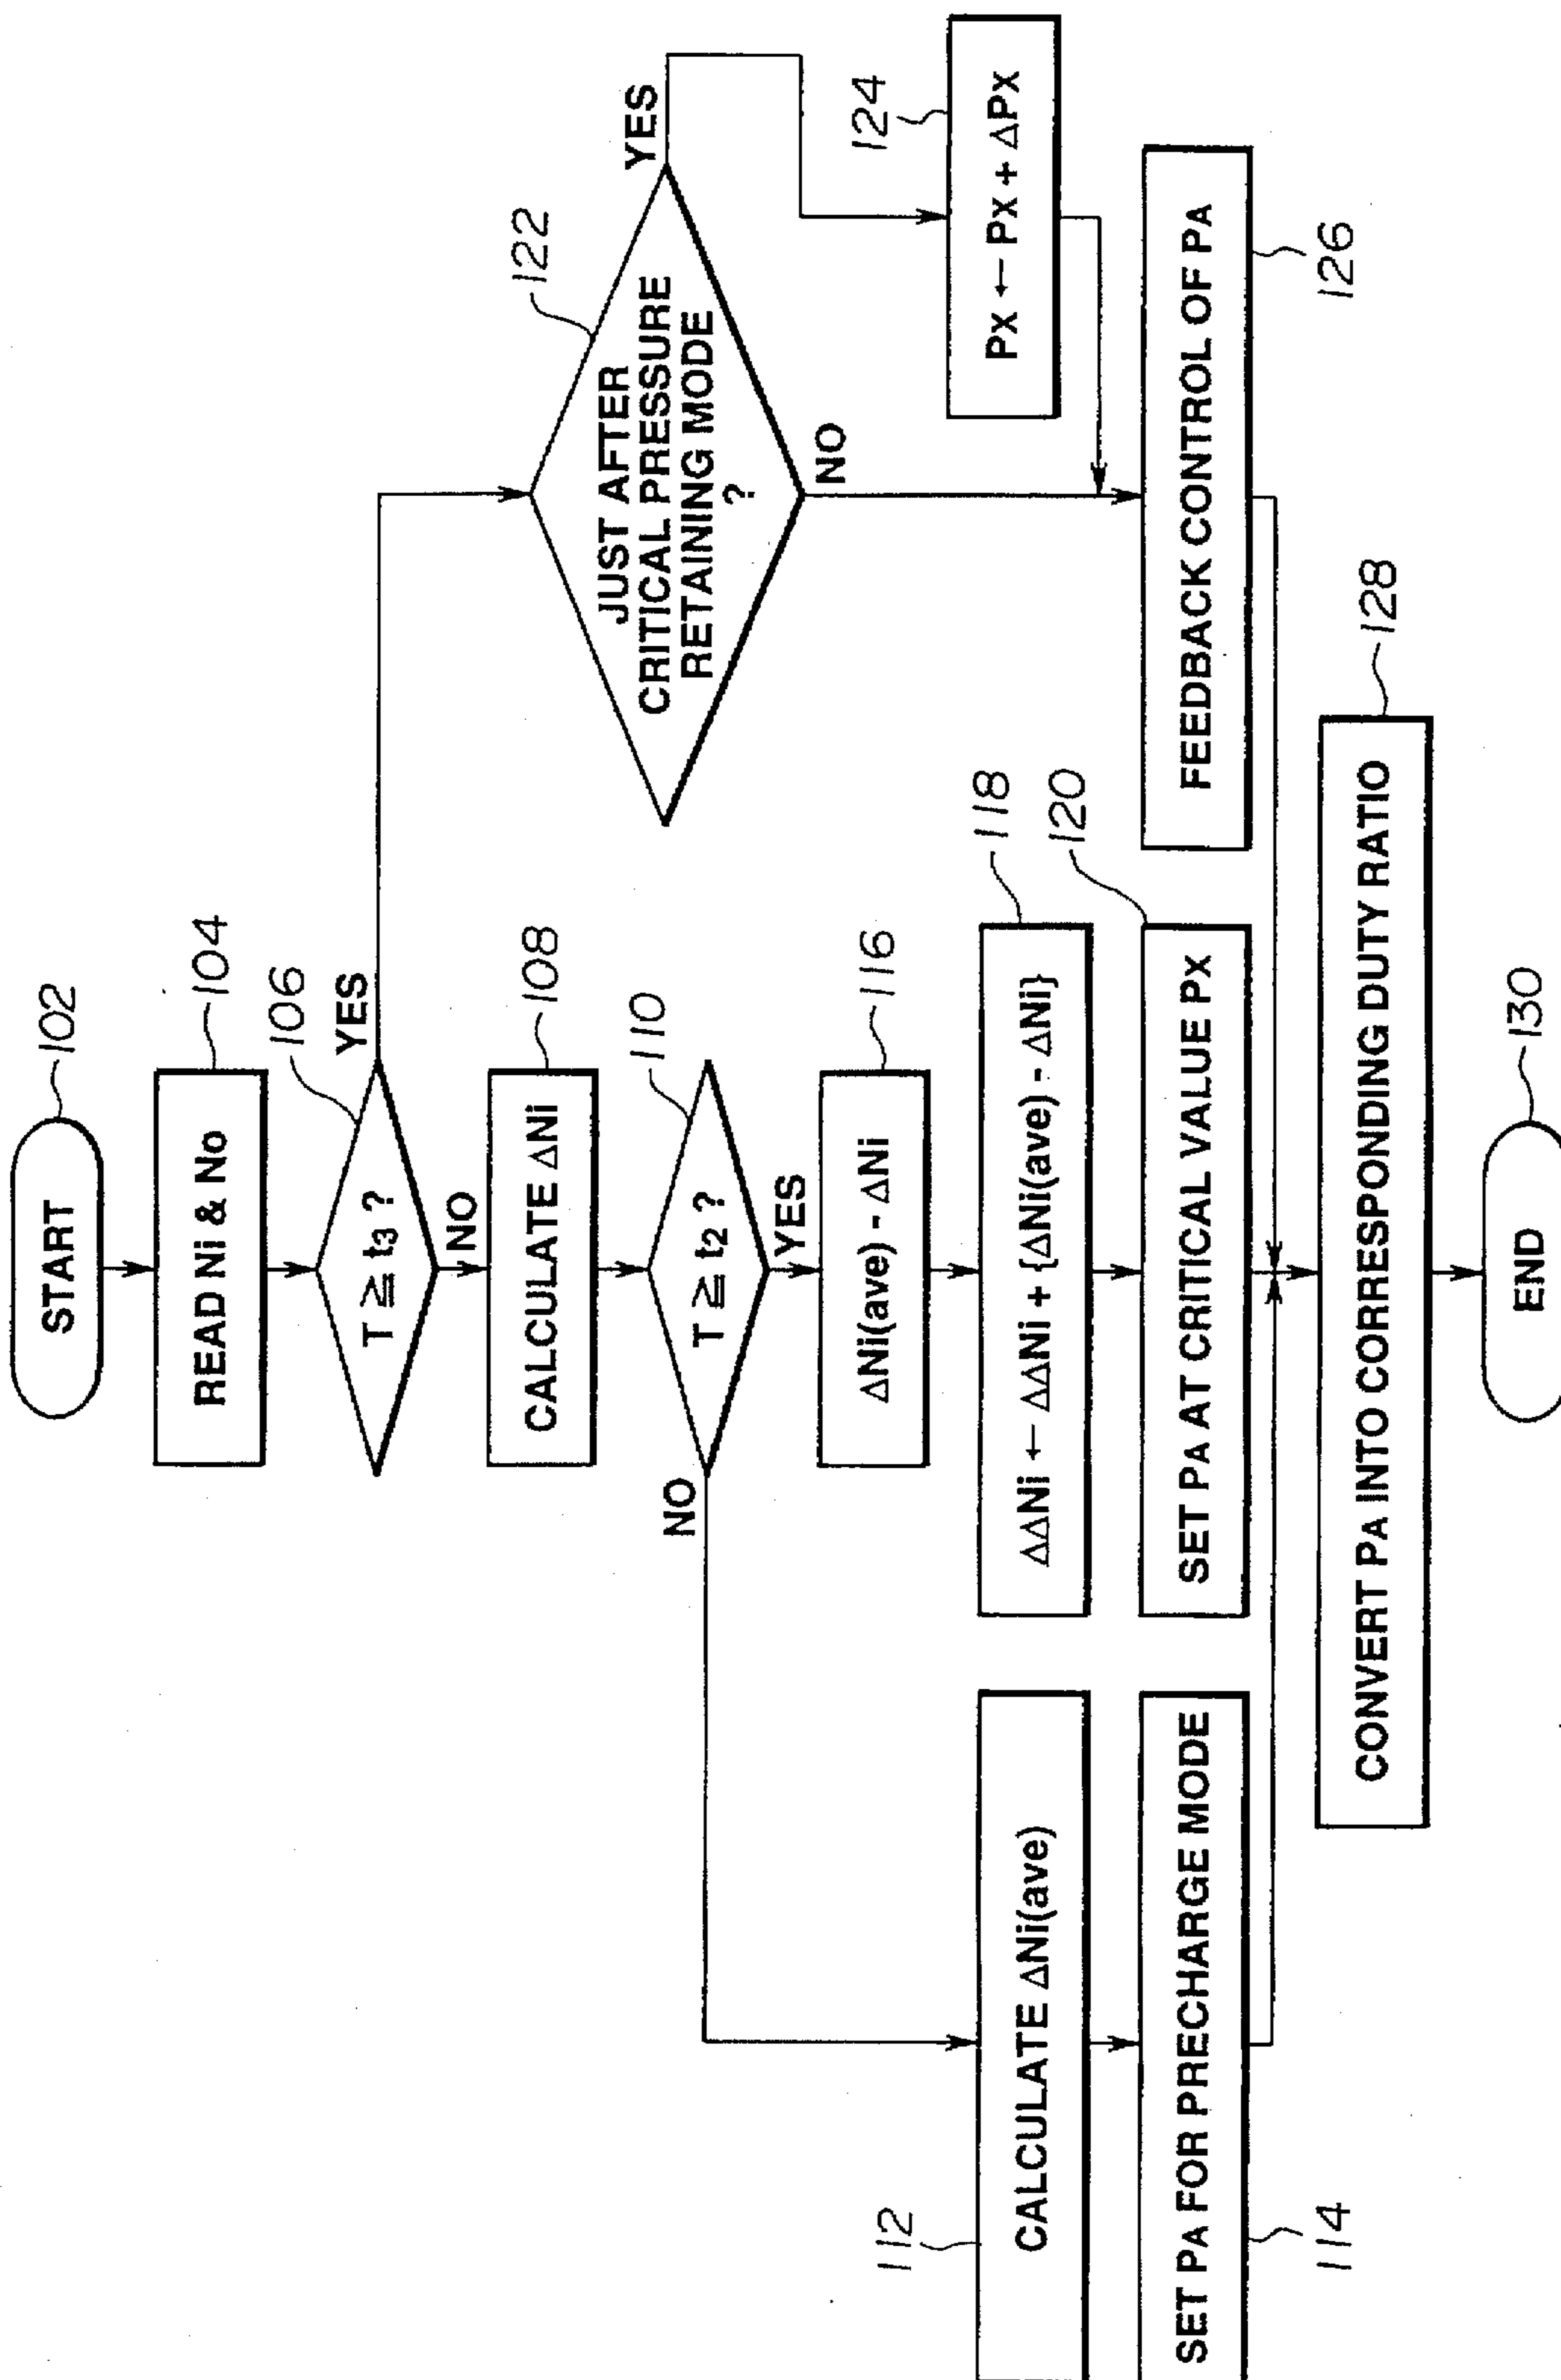 START
102
READ Ni & No
104
T ≧ t3 ?
106
YES
NO
CALCULATE ΔNi
108
T ≧ t2 ?
110
NO
YES
ΔNi(ave) - ΔNi
116
CALCULATE ΔNi(ave)
112
ΔΔNi ← ΔΔNi + {ΔNi(ave) - ΔNi}
118
SET PA FOR PRECHARGE MODE
114
SET PA AT CRITICAL VALUE PX
120
JUST AFTER
CRITICAL PRESSURE
RETAINING MODE
?
122
YES
NO
PX ← PX + ΔPX
124
FEEDBACK CONTROL OF PA
126
CONVERT PA INTO CORRESPONDING DUTY RATIO
128
END
130